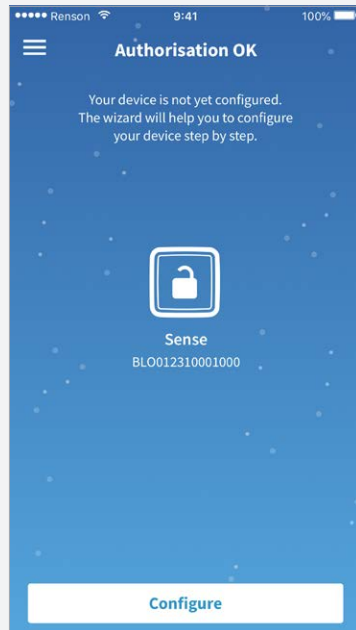 Renson 9:41 100%
Authorisation OK
Your device is not yet configured.
The wizard will help you to configure
your device step by step.
Sense
BLO012310001000
Configure